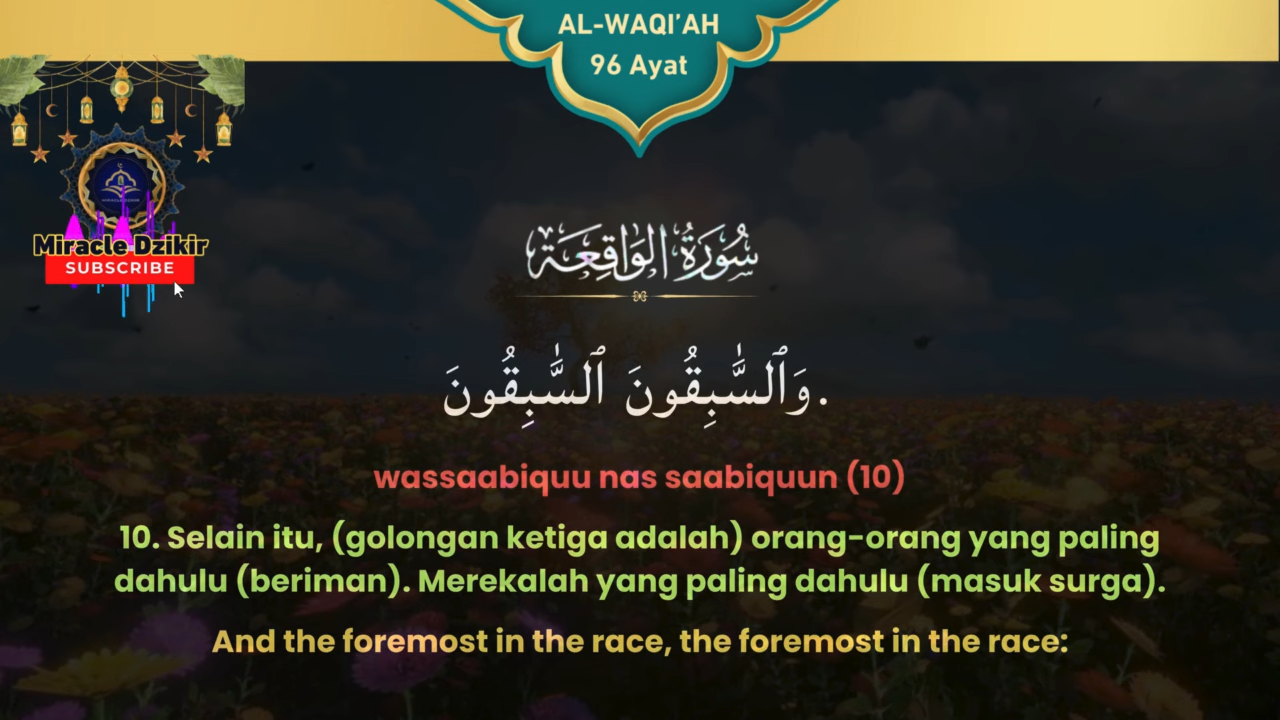 AL-WAQI’AH
96 Ayat
Miracle Dzikir
SUBSCRIBE
سُورَةُ الوَاقِعَة
وَٱلسَّٰبِقُونَ ٱلسَّٰبِقُونَ.
wassaabiquu nas saabiquun (10)
10. Selain itu, (golongan ketiga adalah) orang-orang yang paling
dahulu (beriman). Merekalah yang paling dahulu (masuk surga).
And the foremost in the race, the foremost in the race: